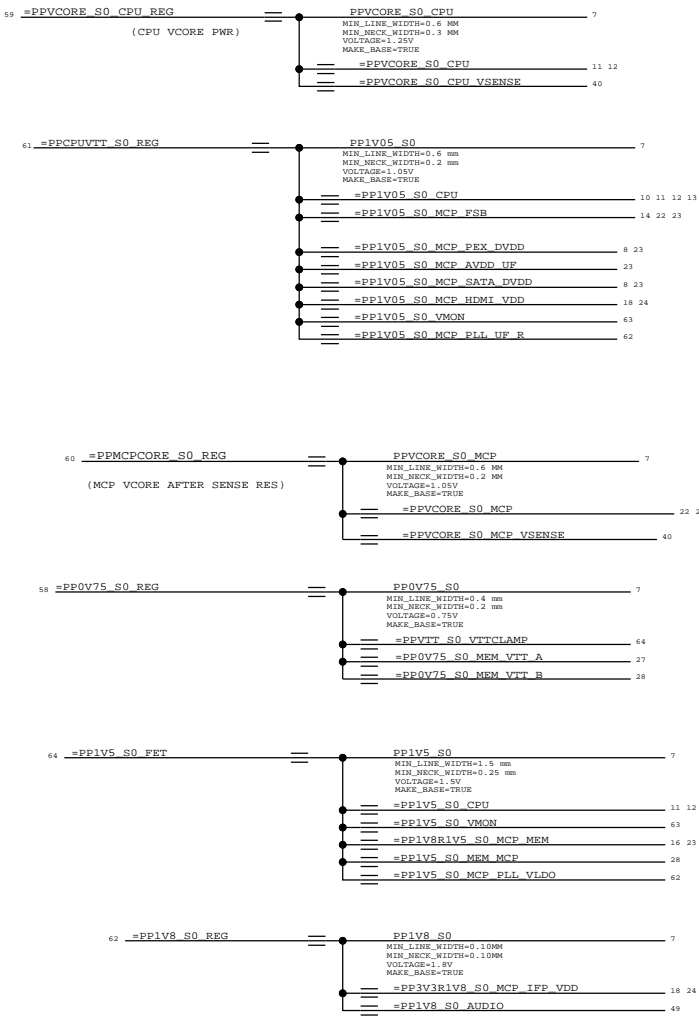 59 =PPVCORE_S0_CPU_REG PPVCORE_S0_CPU 7
MIN_LINE_WIDTH=0.6 MM
(CPU VCORE PWR) MIN_NECK_WIDTH=0.3 MM
VOLTAGE=1.25V
MAKE_BASE=TRUE
=PPVCORE_S0_CPU 11 12
=PPVCORE_S0_CPU_VSENSE 40
61 =PPCPUVTT_S0_REG PP1V05_S0 7
MIN_LINE_WIDTH=0.6 mm
MIN_NECK_WIDTH=0.2 mm
VOLTAGE=1.05V
MAKE_BASE=TRUE
=PP1V05_S0_CPU 10 11 12 13
=PP1V05_S0_MCP_FSB 14 22 23
=PP1V05_S0_MCP_PEX_DVDD 8 23
=PP1V05_S0_MCP_AVDD_UF 23
=PP1V05_S0_MCP_SATA_DVDD 8 23
=PP1V05_S0_MCP_HDMI_VDD 18 24
=PP1V05_S0_VMON 63
=PP1V05_S0_MCP_PLL_UF_R 62
60 =PPMCPCORE_S0_REG PPVCORE_S0_MCP 7
MIN_LINE_WIDTH=0.6 MM
MIN_NECK_WIDTH=0.2 MM
(MCP VCORE AFTER SENSE RES) VOLTAGE=1.05V
MAKE_BASE=TRUE
=PPVCORE_S0_MCP 22
=PPVCORE_S0_MCP_VSENSE 40
58 =PP0V75_S0_REG PP0V75_S0 7
MIN_LINE_WIDTH=0.4 mm
MIN_NECK_WIDTH=0.2 mm
VOLTAGE=0.75V
MAKE_BASE=TRUE
=PPVTT_S0_VTTCLAMP 64
=PP0V75_S0_MEM_VTT_A 27
=PP0V75_S0_MEM_VTT_B 28
64 =PP1V5_S0_FET PP1V5_S0 7
MIN_LINE_WIDTH=1.5 mm
MIN_NECK_WIDTH=0.25 mm
VOLTAGE=1.5V
MAKE_BASE=TRUE
=PP1V5_S0_CPU 11 12
=PP1V5_S0_VMON 63
=PP1V8R1V5_S0_MCP_MEM 16 23
=PP1V5_S0_MEM_MCP 28
=PP1V5_S0_MCP_PLL_VLDO 62
62 =PP1V8_S0_REG PP1V8_S0 7
MIN_LINE_WIDTH=0.10MM
MIN_NECK_WIDTH=0.10MM
VOLTAGE=1.8V
MAKE_BASE=TRUE
=PP3V3R1V8_S0_MCP_IFP_VDD 18 24
=PP1V8_S0_AUDIO 49